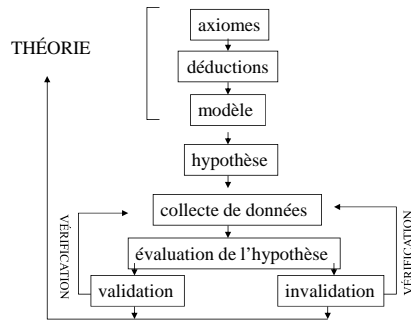 axiomes
THÉORIE
déductions
modèle
hypothèse
collecte de données
VÉRIFICATION
VÉRIFICATION
évaluation de l'hypothèse
validation
invalidation